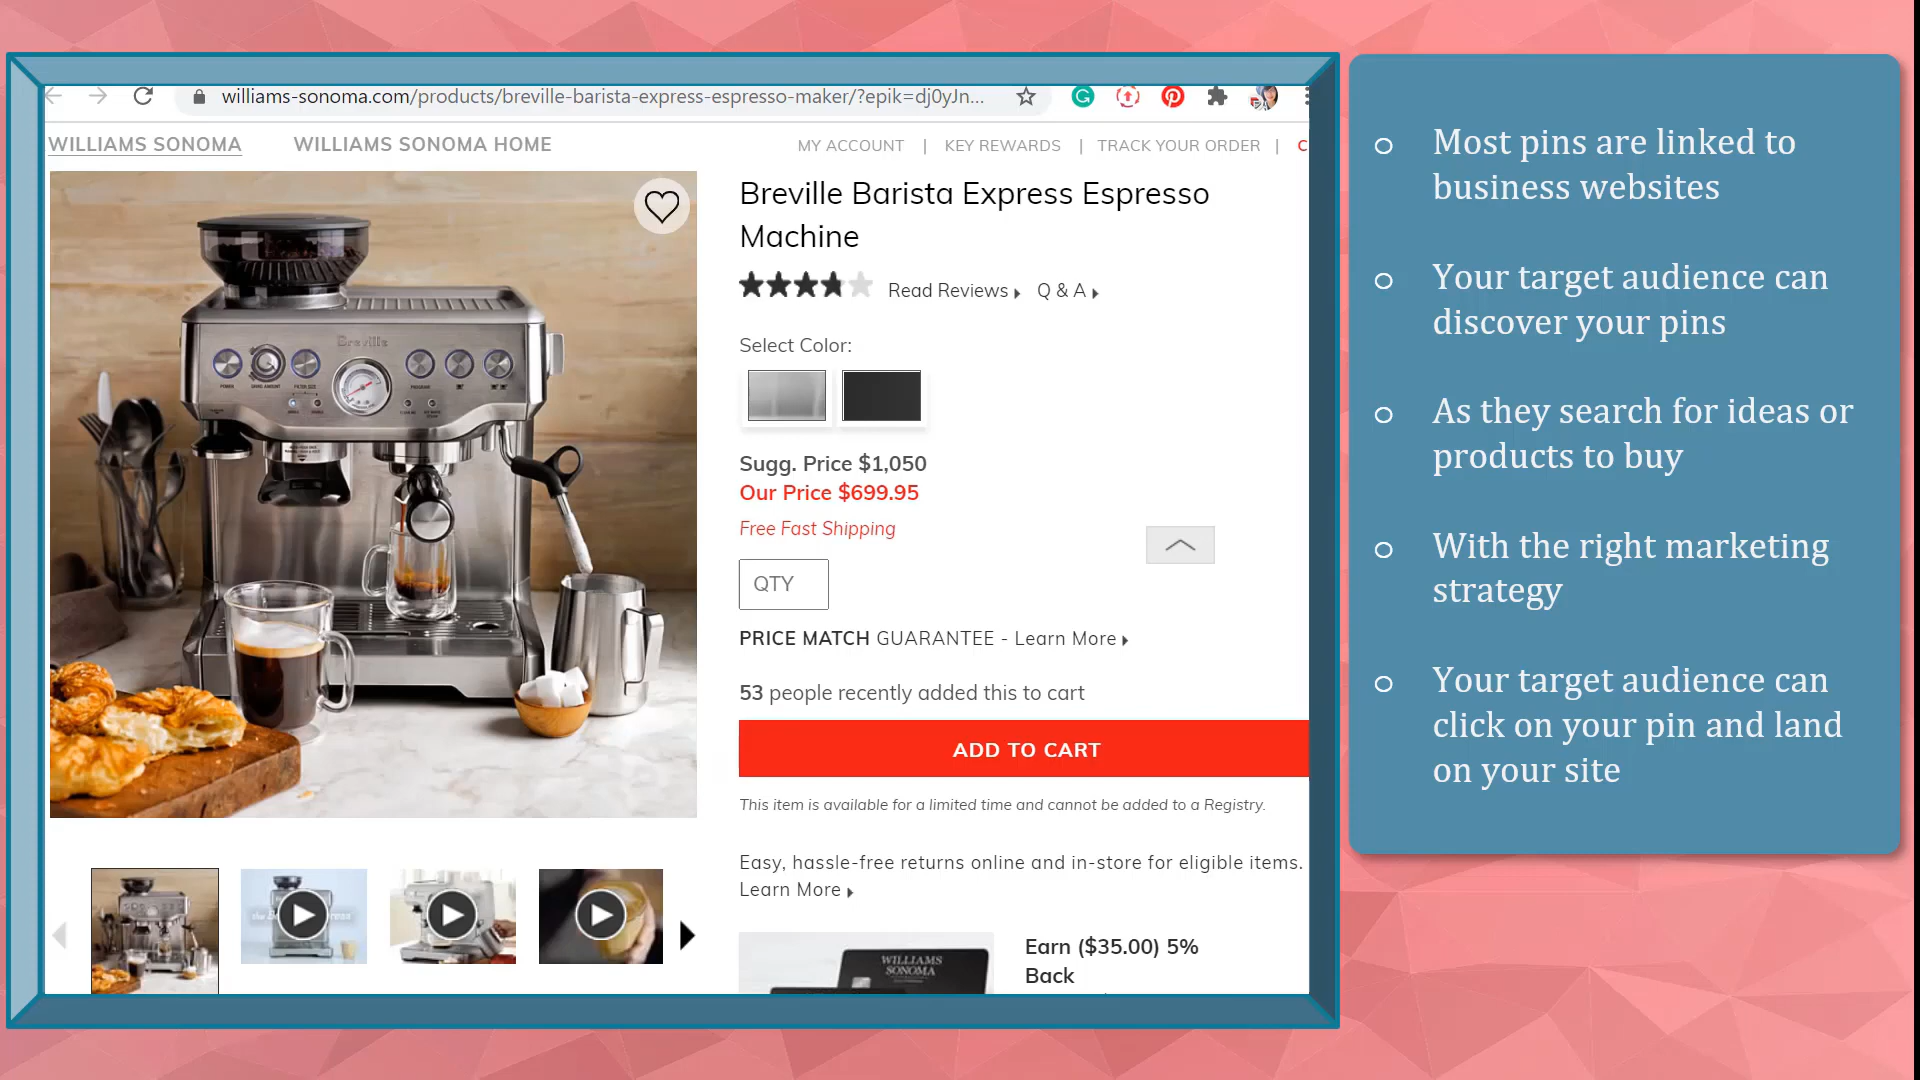 williams-sonoma.com/products/breville-barista-express-espresso-maker/?epik=dj0yJn...
WILLIAMS SONOMA
WILLIAMS SONOMA HOME
MY ACCOUNT | KEY REWARDS | TRACK YOUR ORDER | C
Breville Barista Express Espresso
Machine
Read Reviews
Q & A
Select Color:
Sugg. Price $1,050
Our Price $699.95
Free Fast Shipping
QTY
PRICE MATCH GUARANTEE - Learn More
53 people recently added this to cart
ADD TO CART
This item is available for a limited time and cannot be added to a Registry.
Easy, hassle-free returns online and in-store for eligible items.
Learn More
WILLIAMS
SONOMA
Earn ($35.00) 5%
Back
Breville
POWER
GRIND AMOUNT
FILTER SIZE
PROGRAM
Most pins are linked to
business websites
Your target audience can
discover your pins
As they search for ideas or
products to buy
With the right marketing
strategy
Your target audience can
click on your pin and land
on your site